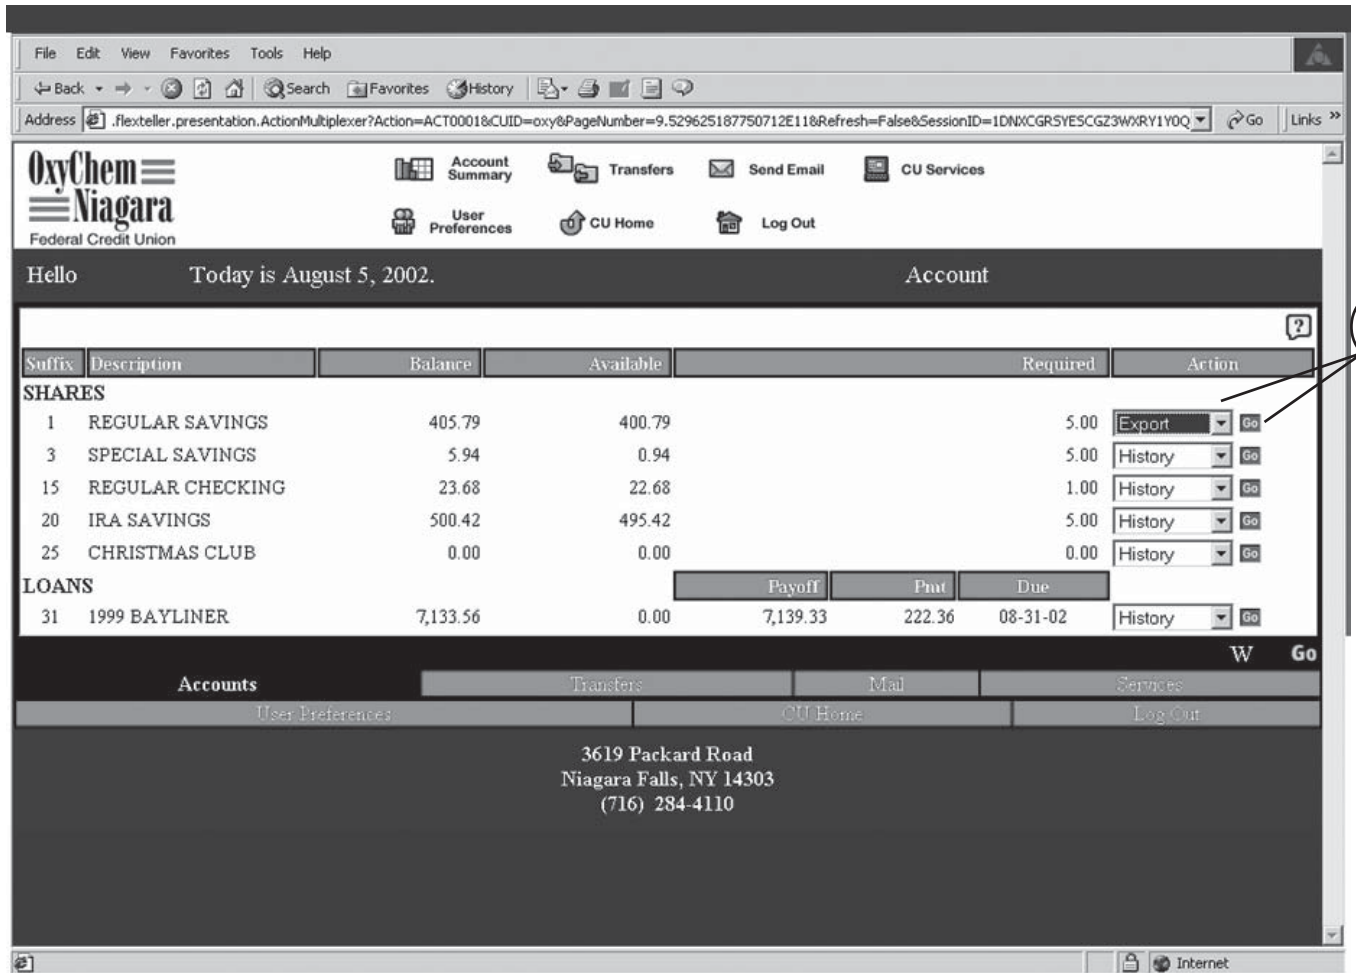 File Edit View Favorites Tools Help
Back Search Favorites History
Address .flexteller.presentation.ActionMultiplexer?Action=ACT0001&CUID=oxy&PageNumber=9.529625187750712E11&Refresh=False&SessionID=1DNXCGRSYESCGZ3WXRY1Y0Q Go Links »
OxyChem
Niagara
Federal Credit Union
Account Summary Transfers Send Email CU Services
User Preferences CU Home Log Out
Hello Today is August 5, 2002. Account
?
Suffix Description Balance Available Required Action
SHARES
1 REGULAR SAVINGS 405.79 400.79 5.00 Export Go
3 SPECIAL SAVINGS 5.94 0.94 5.00 History Go
15 REGULAR CHECKING 23.68 22.68 1.00 History Go
20 IRA SAVINGS 500.42 495.42 5.00 History Go
25 CHRISTMAS CLUB 0.00 0.00 0.00 History Go
LOANS Payoff Pmt Due
31 1999 BAYLINER 7,133.56 0.00 7,139.33 222.36 08-31-02 History Go
W Go
Accounts Transfers Mail Services
User Preferences CU Home Log Out
3619 Packard Road
Niagara Falls, NY 14303
(716) 284-4110
Internet